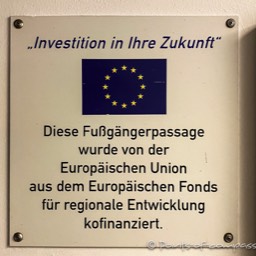 „Investition in Ihre Zukunft“
Diese Fußgängerpassage
wurde von der
Europäischen Union
aus dem Europäischen Fonds
für regionale Entwicklung
kofinanziert.